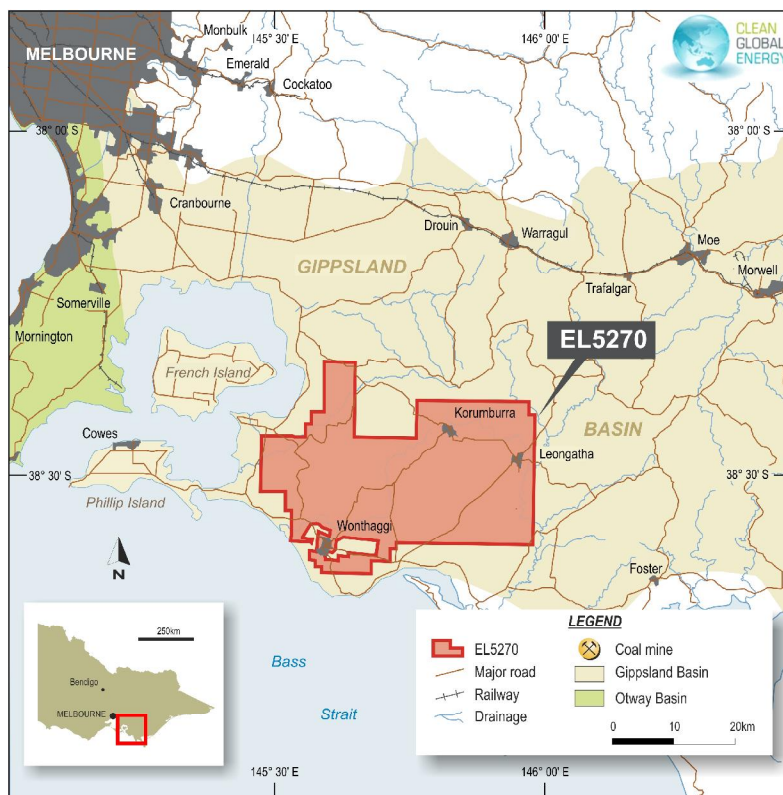 MELBOURNE
Monbulk
Emerald
Cockatoo
145° 30' E
146° 00' E
CLEAN
GLOBAL
ENERGY
38° 00' S
38° 00' S
Cranbourne
Drouin
Warragul
Moe
GIPPSLAND
Trafalgar
Morwell
Somerville
Mornington
EL5270
French Island
Korumburra
BASIN
Cowes
Leongatha
38° 30' S
38° 30' S
Phillip Island
Wonthaggi
N
Foster
LEGEND
EL5270
Coal mine
Major road
Gippsland Basin
Railway
Otway Basin
Drainage
0 10 20km
250km
Bendigo
MELBOURNE
Bass
Strait
145° 30' E
146° 00' E